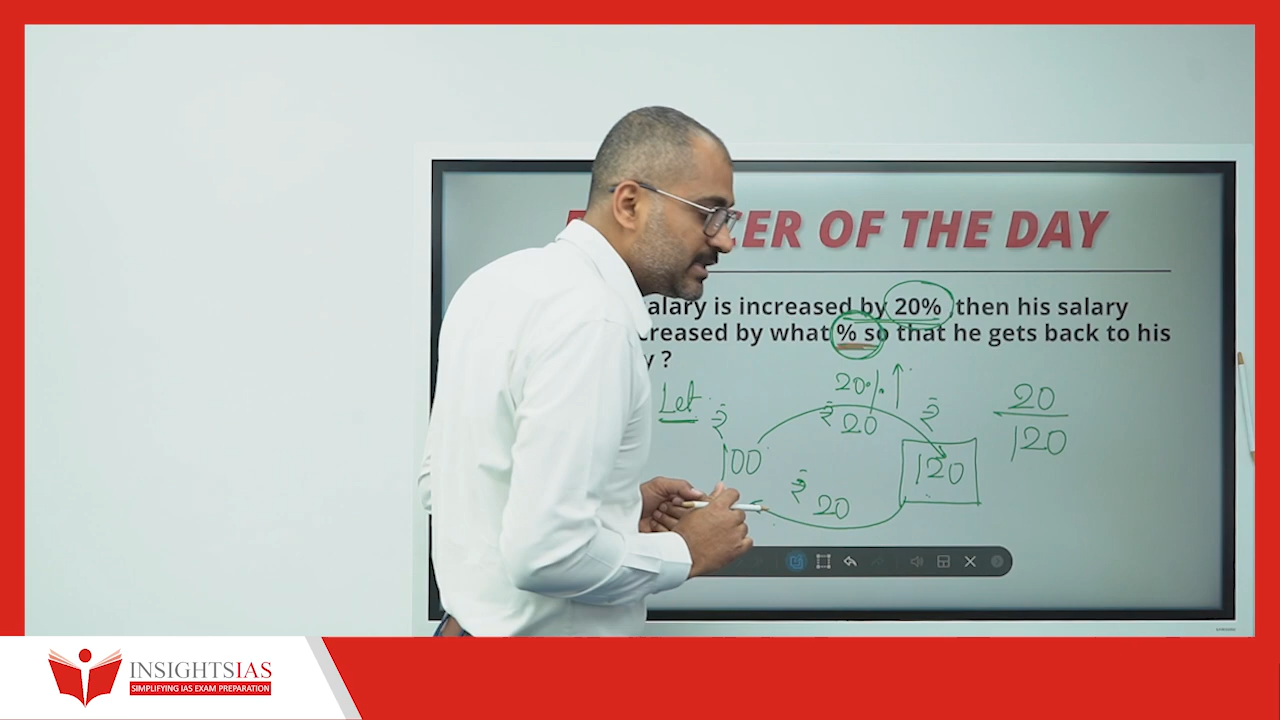 ER OF THE DAY
alary is increased by 20% then his salary
creased by what % so that he gets back to his
y ?
Let
20% ↑
₹ ₹ 20 ₹
100 120
₹ 20
20
120
INSIGHTSIAS
SIMPLIFYING IAS EXAM PREPARATION